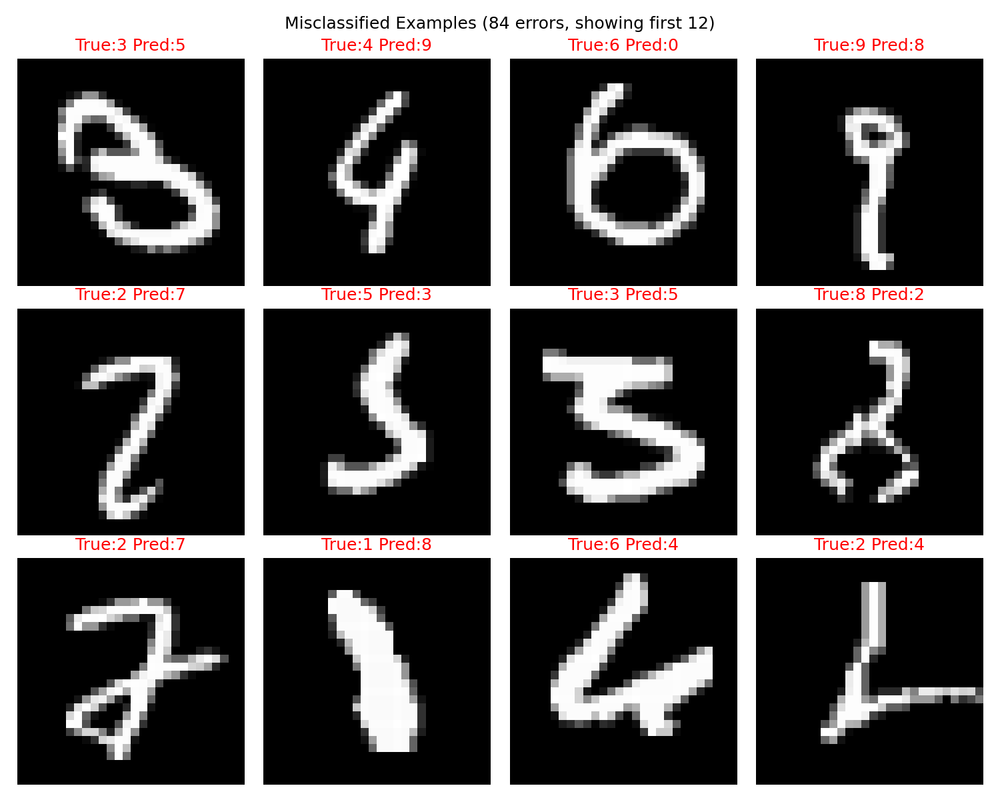 Misclassified Examples (84 errors, showing first 12)
True:3 Pred:5 True:4 Pred:9 True:6 Pred:0 True:9 Pred:8
True:2 Pred:7 True:5 Pred:3 True:3 Pred:5 True:8 Pred:2
True:2 Pred:7 True:1 Pred:8 True:6 Pred:4 True:2 Pred:4